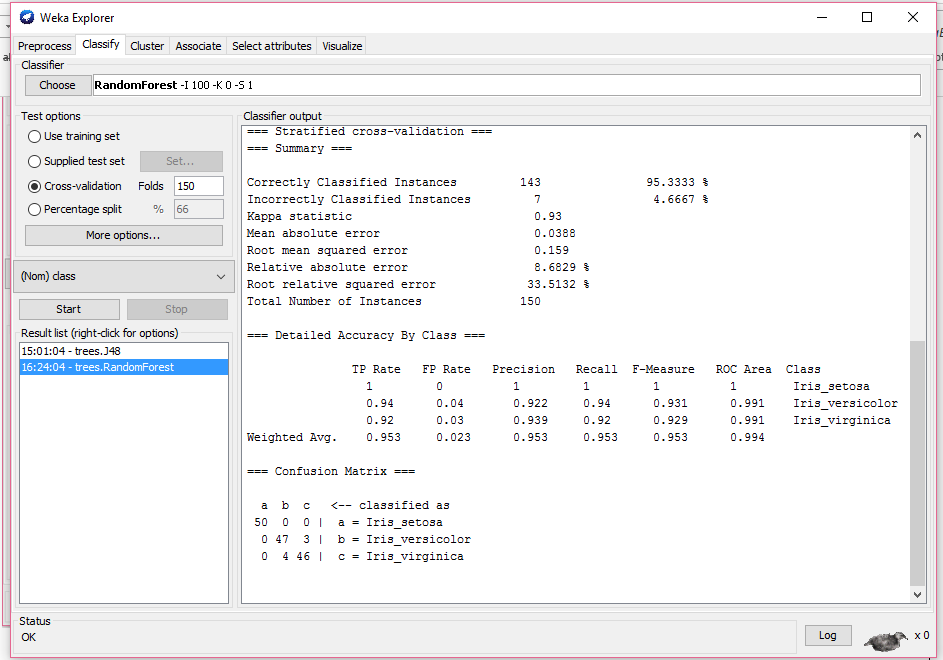 Weka Explorer
Preprocess Classify Cluster Associate Select attributes Visualize
Classifier
Choose RandomForest -I 100 -K 0 -S 1
Test options
Use training set
Supplied test set Set...
Cross-validation Folds 150
Percentage split % 66
More options...
(Nom) class
Start Stop
Result list (right-click for options)
15:01:04 - trees.J48
16:24:04 - trees.RandomForest
Classifier output
=== Stratified cross-validation ===
=== Summary ===
Correctly Classified Instances 143 95.3333 %
Incorrectly Classified Instances 7 4.6667 %
Kappa statistic 0.93
Mean absolute error 0.0388
Root mean squared error 0.159
Relative absolute error 8.6829 %
Root relative squared error 33.5132 %
Total Number of Instances 150
=== Detailed Accuracy By Class ===
TP Rate FP Rate Precision Recall F-Measure ROC Area Class
1 0 1 1 1 1 Iris_setosa
0.94 0.04 0.922 0.94 0.931 0.991 Iris_versicolor
0.92 0.03 0.939 0.92 0.929 0.991 Iris_virginica
Weighted Avg. 0.953 0.023 0.953 0.953 0.953 0.994
=== Confusion Matrix ===
a b c <-- classified as
50 0 0 | a = Iris_setosa
0 47 3 | b = Iris_versicolor
0 4 46 | c = Iris_virginica
Status
OK
Log x 0